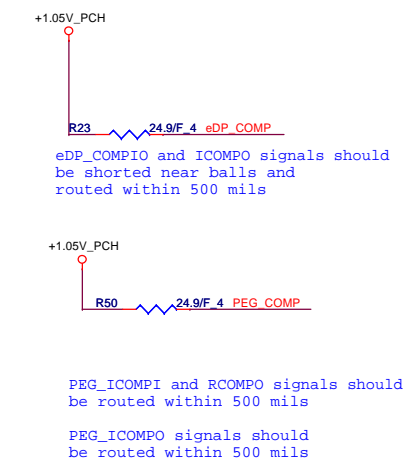 +1.05V_PCH
R23 24.9/F_4 eDP_COMP
eDP_COMPIO and ICOMPO signals should
be shorted near balls and
routed within 500 mils
+1.05V_PCH
R50 24.9/F_4 PEG_COMP
PEG_ICOMPI and RCOMPO signals should
be routed within 500 mils
PEG_ICOMPO signals should
be routed within 500 mils